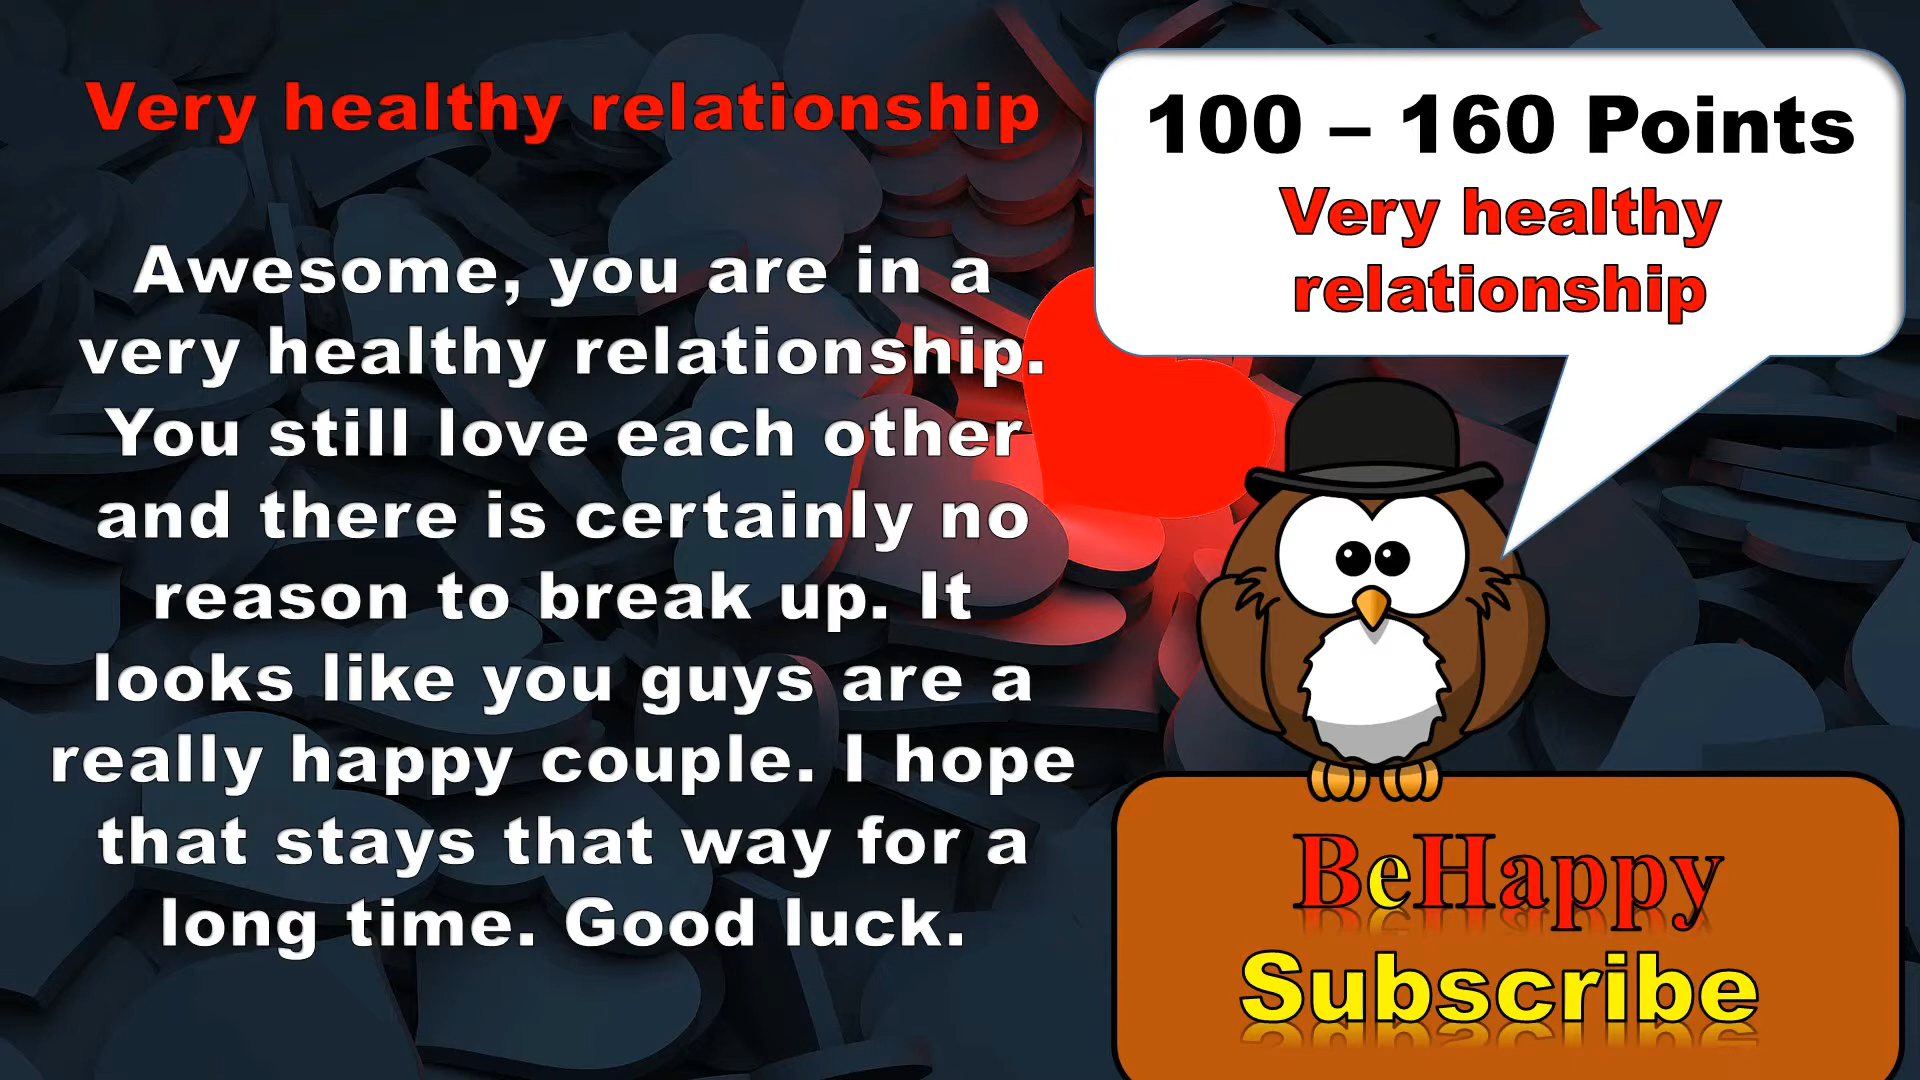 Very healthy relationship
Awesome, you are in a
very healthy relationship.
You still love each other
and there is certainly no
reason to break up. It
looks like you guys are a
really happy couple. I hope
that stays that way for a
long time. Good luck.
100 – 160 Points
Very healthy
relationship
BeHappy
Subscribe